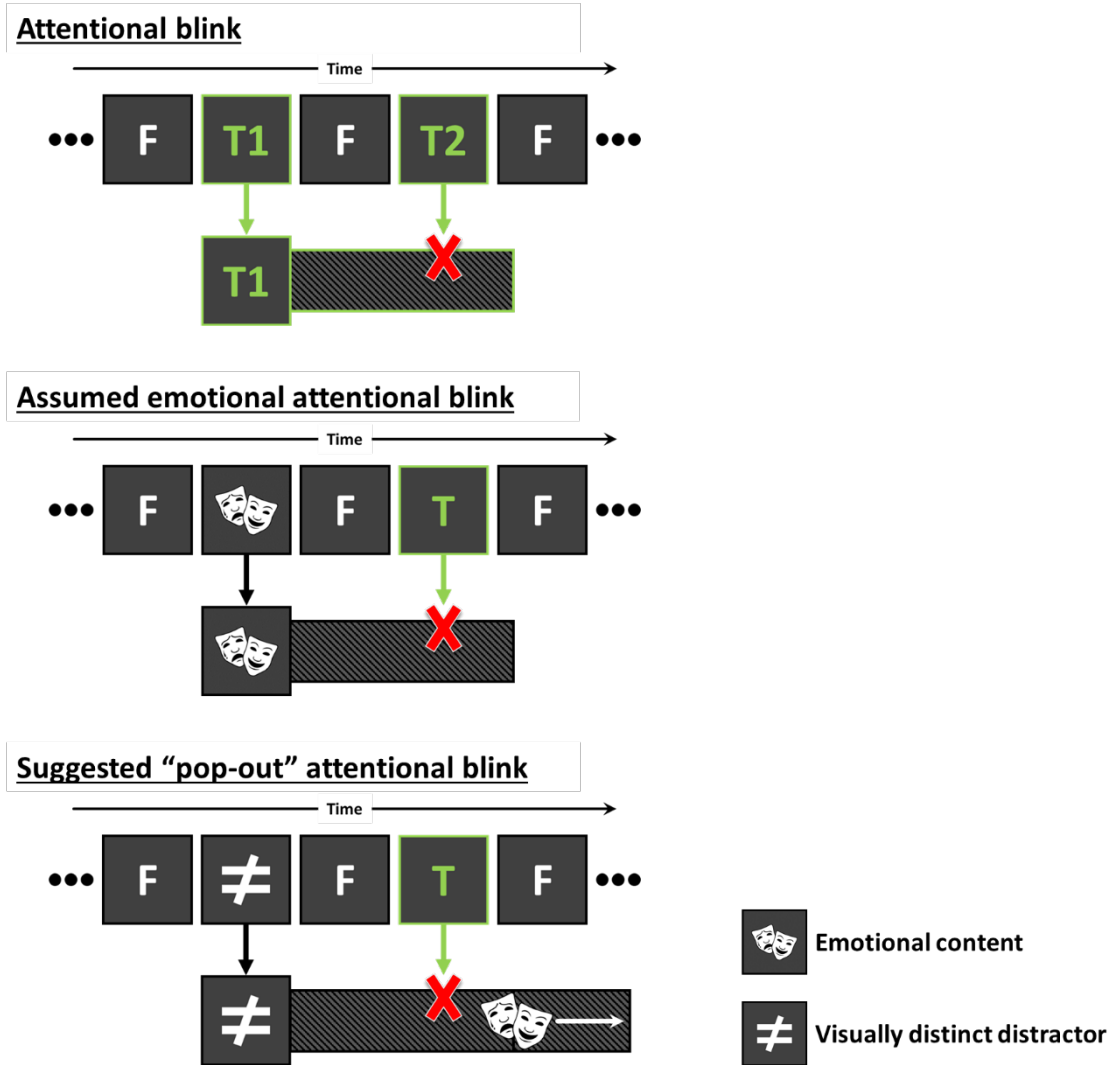 Attentional blink
Time
••• F T1 F T2 F •••
T1
Assumed emotional attentional blink
Time
••• F F T F •••
Suggested “pop-out” attentional blink
Time
••• F ≠ F T F •••
≠
Emotional content
≠ Visually distinct distractor